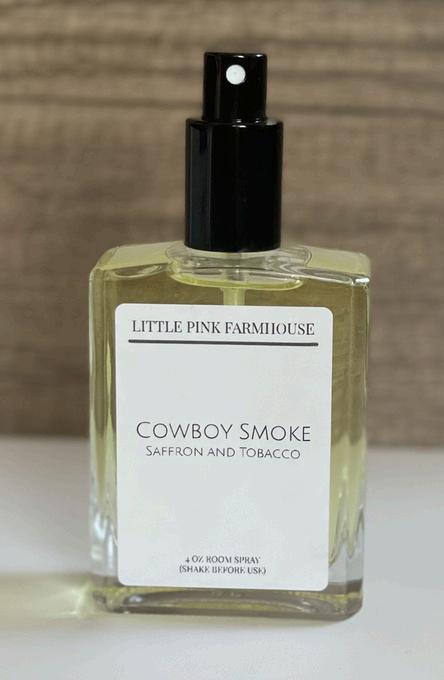 LITTLE PINK FARMHOUSE
COWBOY SMOKE
SAFFRON AND TOBACCO
4 OZ ROOM SPRAY
(SHAKE BEFORE USE)